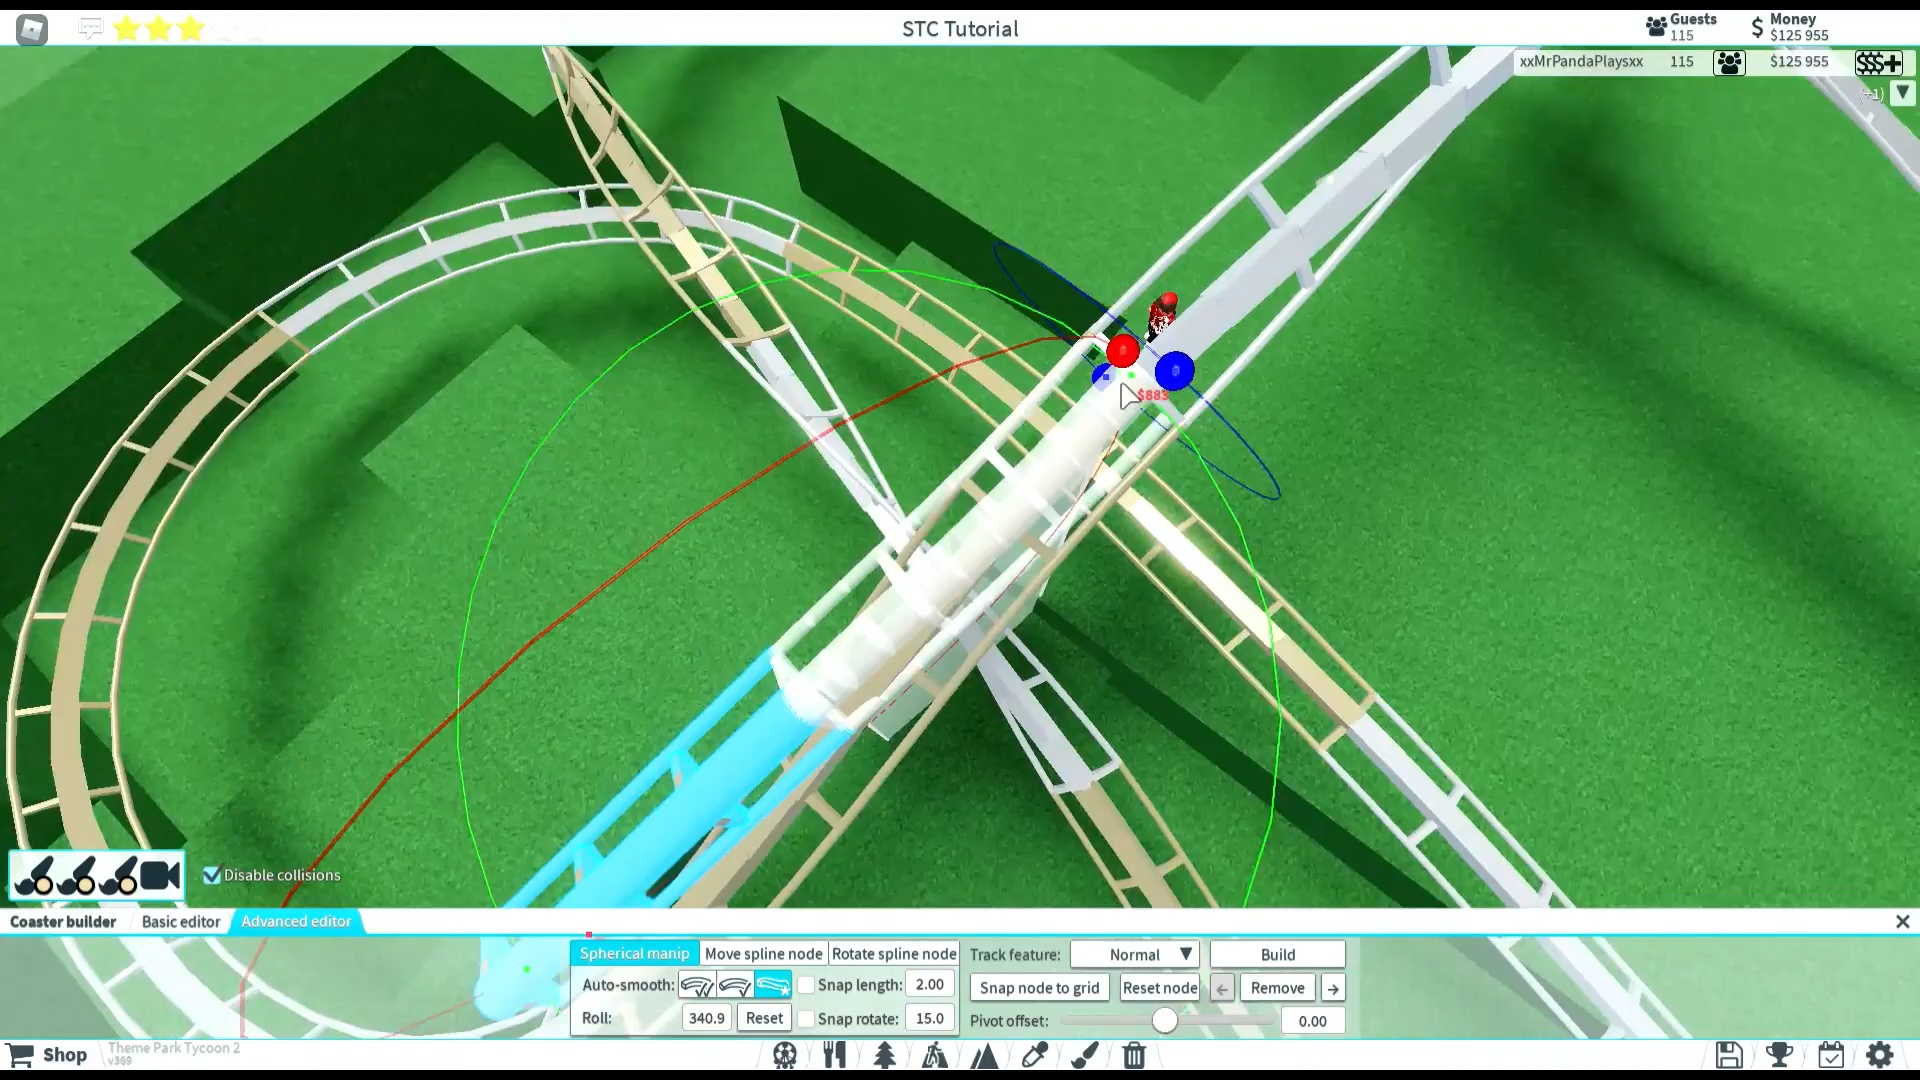 STC Tutorial
Guests
115
$ Money
$125 955
xxMrPandaPlaysxx 115 $125 955 $$$+
(+1) ▼
$883
Disable collisions
Coaster builder Basic editor Advanced editor
Spherical manip Move spline node Rotate spline node
Auto-smooth: Snap length: 2.00
Roll: 340.9 Reset Snap rotate: 15.0
Track feature: Normal ▼ Build
Snap node to grid Reset node ← Remove →
Pivot offset: 0.00
Shop
Theme Park Tycoon 2
v369